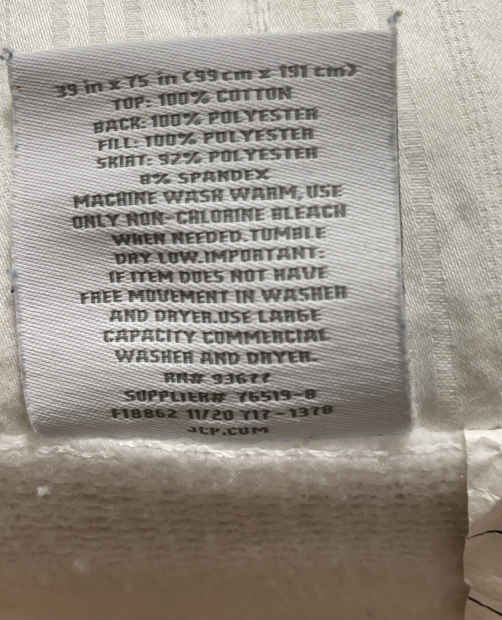 39 in x 75 in (99 cm x 191 cm)
TOP: 100% COTTON
BACK: 100% POLYESTER
FILL: 100% POLYESTER
SKIRT: 92% POLYESTER
8% SPANDEX
MACHINE WASH WARM, USE
ONLY NON-CHLORINE BLEACH
WHEN NEEDED.TUMBLE
DRY LOW.IMPORTANT:
IF ITEM DOES NOT HAVE
FREE MOVEMENT IN WASHER
AND DRYER.USE LARGE
CAPACITY COMMERCIAL
WASHER AND DRYER.
RN# 93677
SUPPLIER# 76519-8
F18862 11/20 Y17-1378
JCP.COM